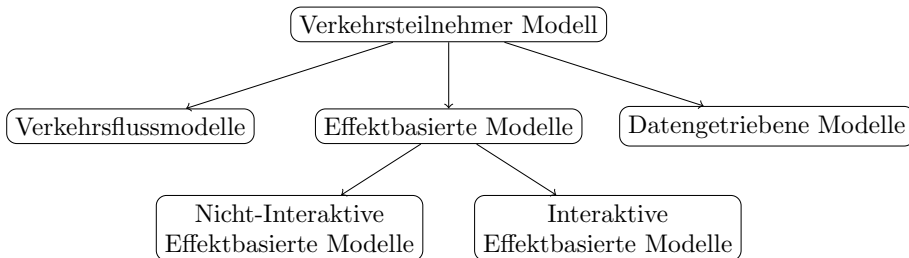 Verkehrsteilnehmer Modell
Verkehrsflussmodelle
Effektbasierte Modelle
Datengetriebene Modelle
Nicht-Interaktive
Effektbasierte Modelle
Interaktive
Effektbasierte Modelle